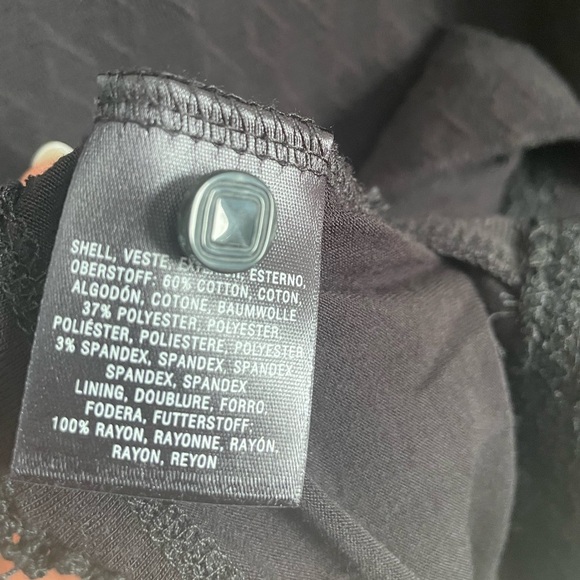 SHELL, VESTE, ESTERNO,
OBERSTOFF: 60% COTTON, COTON,
ALGODÓN, COTONE, BAUMWOLLE
37% POLYESTER, POLYESTER,
POLIÉSTER, POLIESTERE, POLYESTER
3% SPANDEX, SPANDEX, SPANDEX,
SPANDEX, SPANDEX
LINING, DOUBLURE, FORRO,
FODERA, FUTTERSTOFF:
100% RAYON, RAYONNE, RAYÓN,
RAYON, REYON